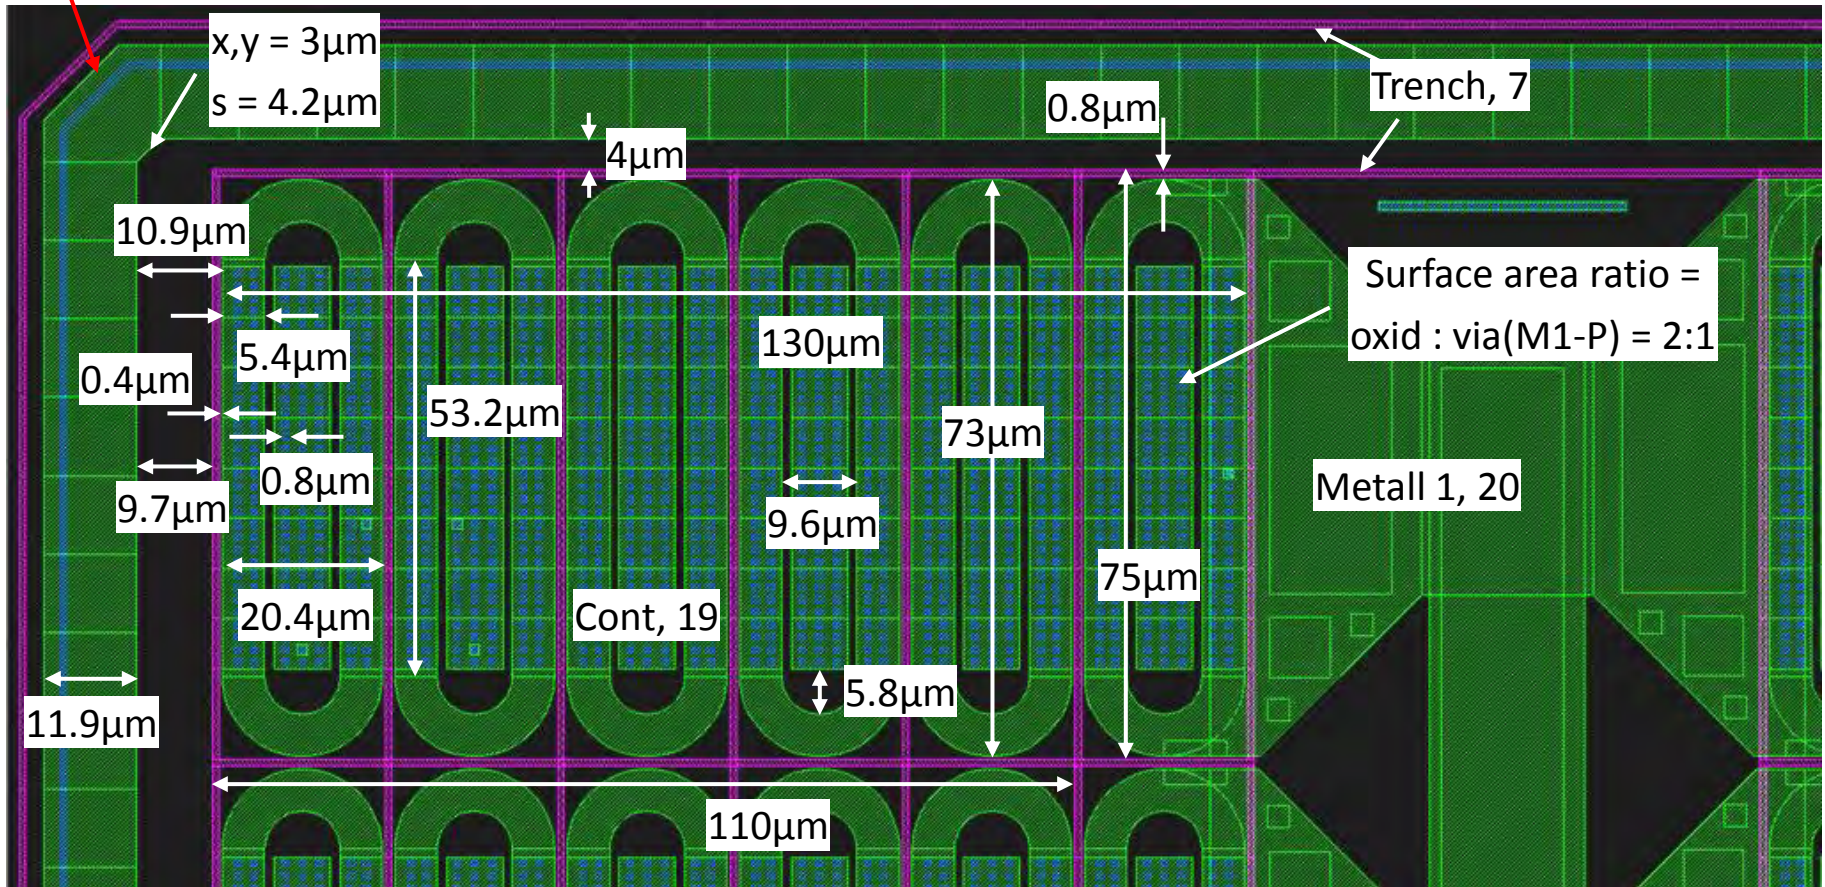 x,y = 3µm
s = 4.2µm
Trench, 7
0.8µm
4µm
10.9µm
Surface area ratio =
oxid : via(M1-P) = 2:1
130µm
5.4µm
0.4µm
53.2µm
73µm
0.8µm
9.7µm
9.6µm
Metall 1, 20
75µm
20.4µm
Cont, 19
5.8µm
11.9µm
110µm